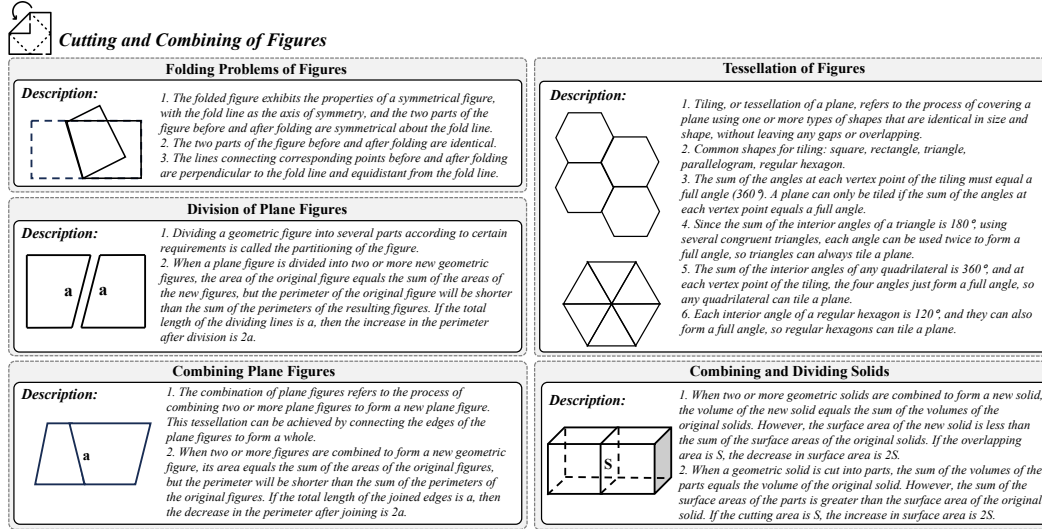 Cutting and Combining of Figures
Folding Problems of Figures
Description:
1. The folded figure exhibits the properties of a symmetrical figure,
with the fold line as the axis of symmetry, and the two parts of the
figure before and after folding are symmetrical about the fold line.
2. The two parts of the figure before and after folding are identical.
3. The lines connecting corresponding points before and after folding
are perpendicular to the fold line and equidistant from the fold line.
Division of Plane Figures
Description:
a
a
1. Dividing a geometric figure into several parts according to certain
requirements is called the partitioning of the figure.
2. When a plane figure is divided into two or more new geometric
figures, the area of the original figure equals the sum of the areas of
the new figures, but the perimeter of the original figure will be shorter
than the sum of the perimeters of the resulting figures. If the total
length of the dividing lines is a, then the increase in the perimeter
after division is 2a.
Combining Plane Figures
Description:
a
1. The combination of plane figures refers to the process of
combining two or more plane figures to form a new plane figure.
This tessellation can be achieved by connecting the edges of the
plane figures to form a whole.
2. When two or more figures are combined to form a new geometric
figure, its area equals the sum of the areas of the original figures,
but the perimeter will be shorter than the sum of the perimeters of
the original figures. If the total length of the joined edges is a, then
the decrease in the perimeter after joining is 2a.
Tessellation of Figures
Description:
1. Tiling, or tessellation of a plane, refers to the process of covering a
plane using one or more types of shapes that are identical in size and
shape, without leaving any gaps or overlapping.
2. Common shapes for tiling: square, rectangle, triangle,
parallelogram, regular hexagon.
3. The sum of the angles at each vertex point of the tiling must equal a
full angle (360°). A plane can only be tiled if the sum of the angles at
each vertex point equals a full angle.
4. Since the sum of the interior angles of a triangle is 180°, using
several congruent triangles, each angle can be used twice to form a
full angle, so triangles can always tile a plane.
5. The sum of the interior angles of any quadrilateral is 360°, and at
each vertex point of the tiling, the four angles just form a full angle, so
any quadrilateral can tile a plane.
6. Each interior angle of a regular hexagon is 120°, and they can also
form a full angle, so regular hexagons can tile a plane.
Combining and Dividing Solids
Description:
S
1. When two or more geometric solids are combined to form a new solid,
the volume of the new solid equals the sum of the volumes of the
original solids. However, the surface area of the new solid is less than
the sum of the surface areas of the original solids. If the overlapping
area is S, the decrease in surface area is 2S.
2. When a geometric solid is cut into parts, the sum of the volumes of the
parts equals the volume of the original solid. However, the sum of the
surface areas of the parts is greater than the surface area of the original
solid. If the cutting area is S, the increase in surface area is 2S.